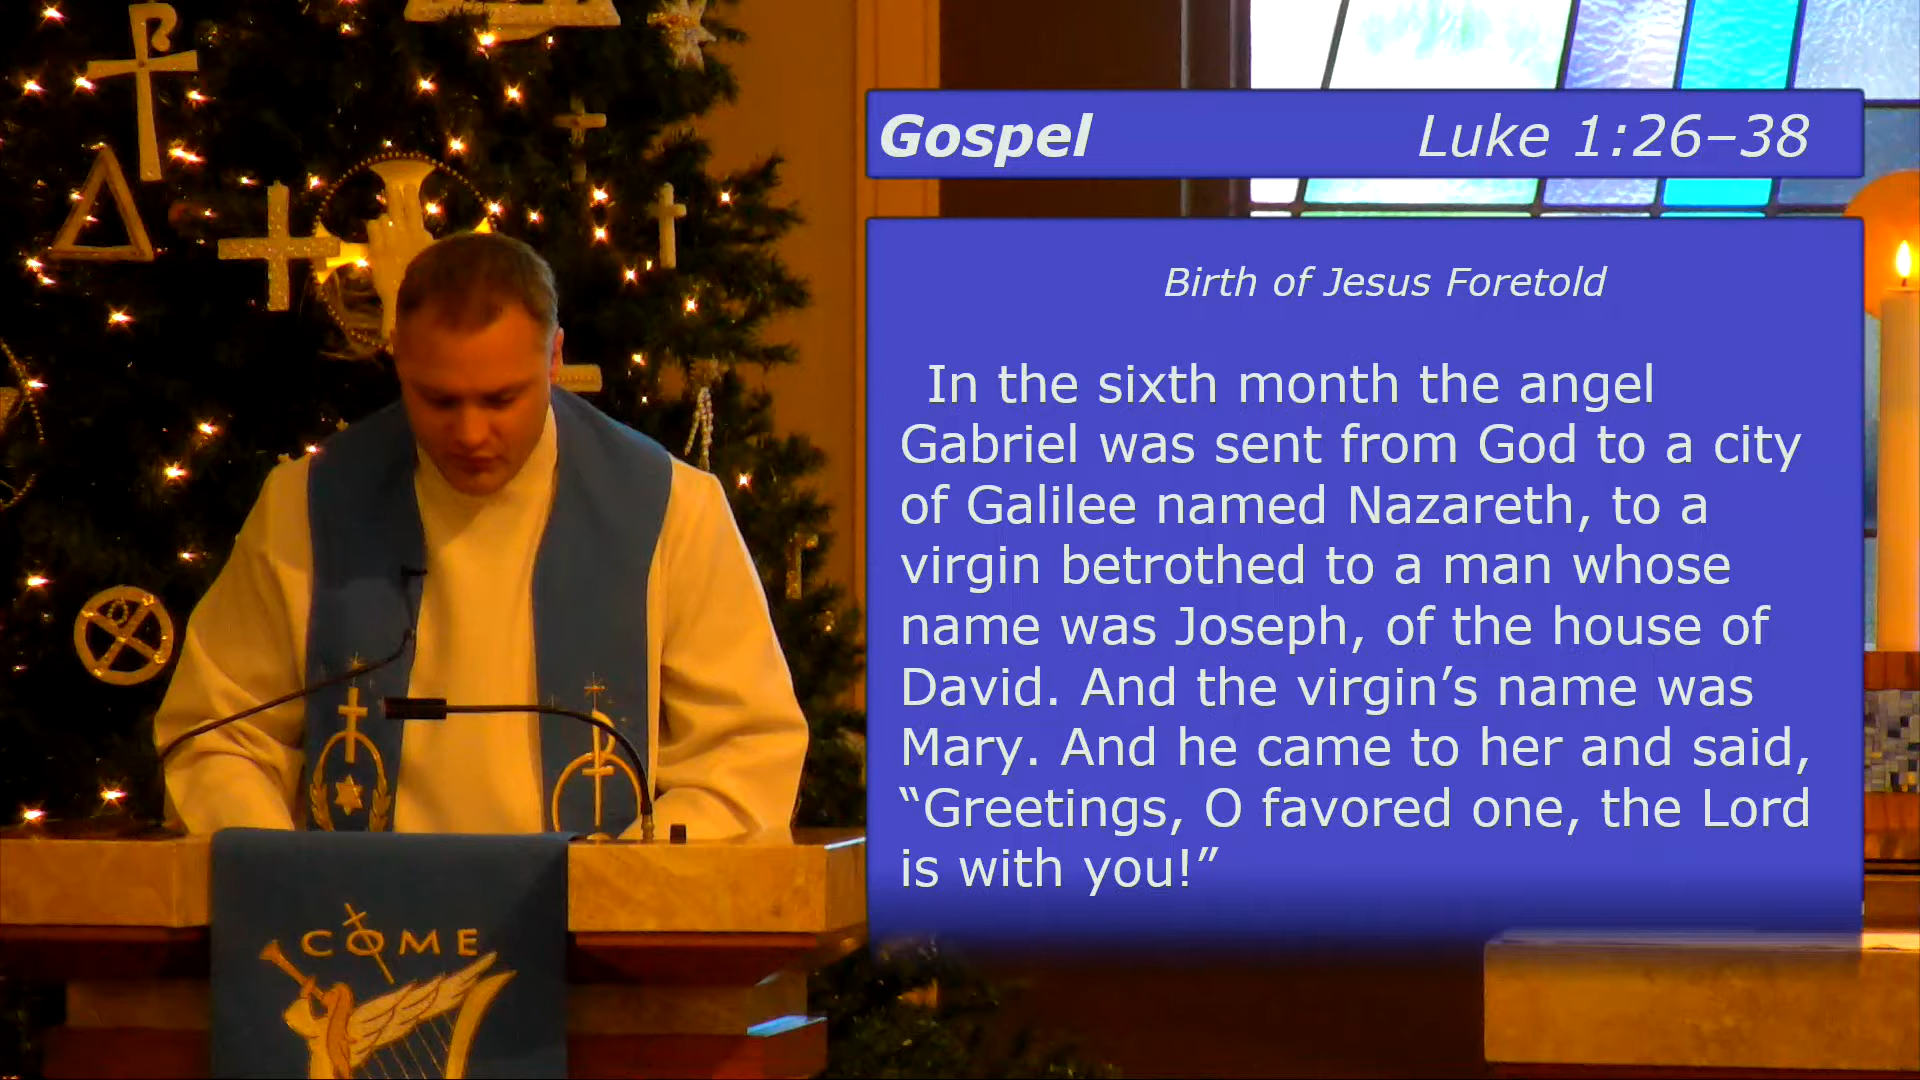 Gospel Luke 1:26–38
Birth of Jesus Foretold
In the sixth month the angel
Gabriel was sent from God to a city
of Galilee named Nazareth, to a
virgin betrothed to a man whose
name was Joseph, of the house of
David. And the virgin’s name was
Mary. And he came to her and said,
“Greetings, O favored one, the Lord
is with you!”
COME